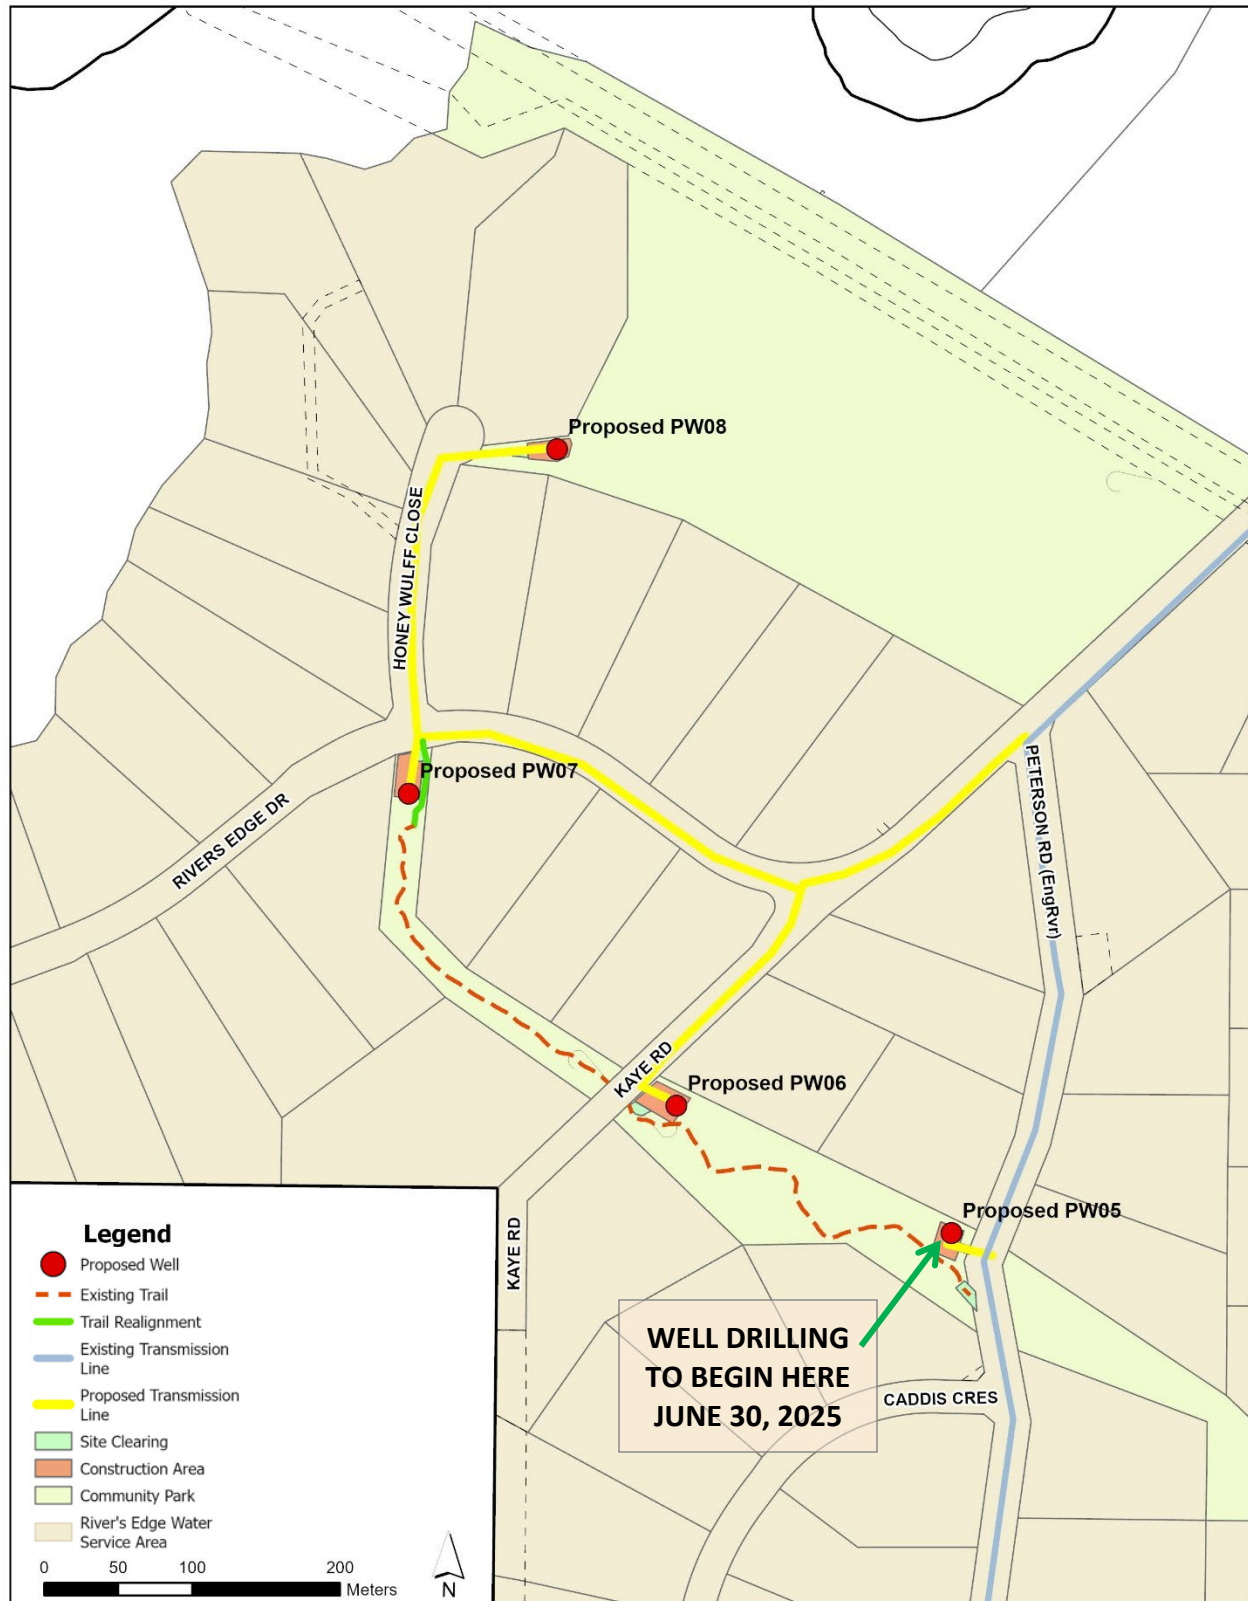 Proposed PW08
HONEY WULFF CLOSE
Proposed PW07
RIVERS EDGE DR
PETERSON RD (EngRvr)
KAYE RD
Proposed PW06
Proposed PW05
KAYE RD
WELL DRILLING
TO BEGIN HERE
JUNE 30, 2025
CADDIS CRES
Legend
Proposed Well
Existing Trail
Trail Realignment
Existing Transmission
Line
Proposed Transmission
Line
Site Clearing
Construction Area
Community Park
River's Edge Water
Service Area
0 50 100 200
Meters
N